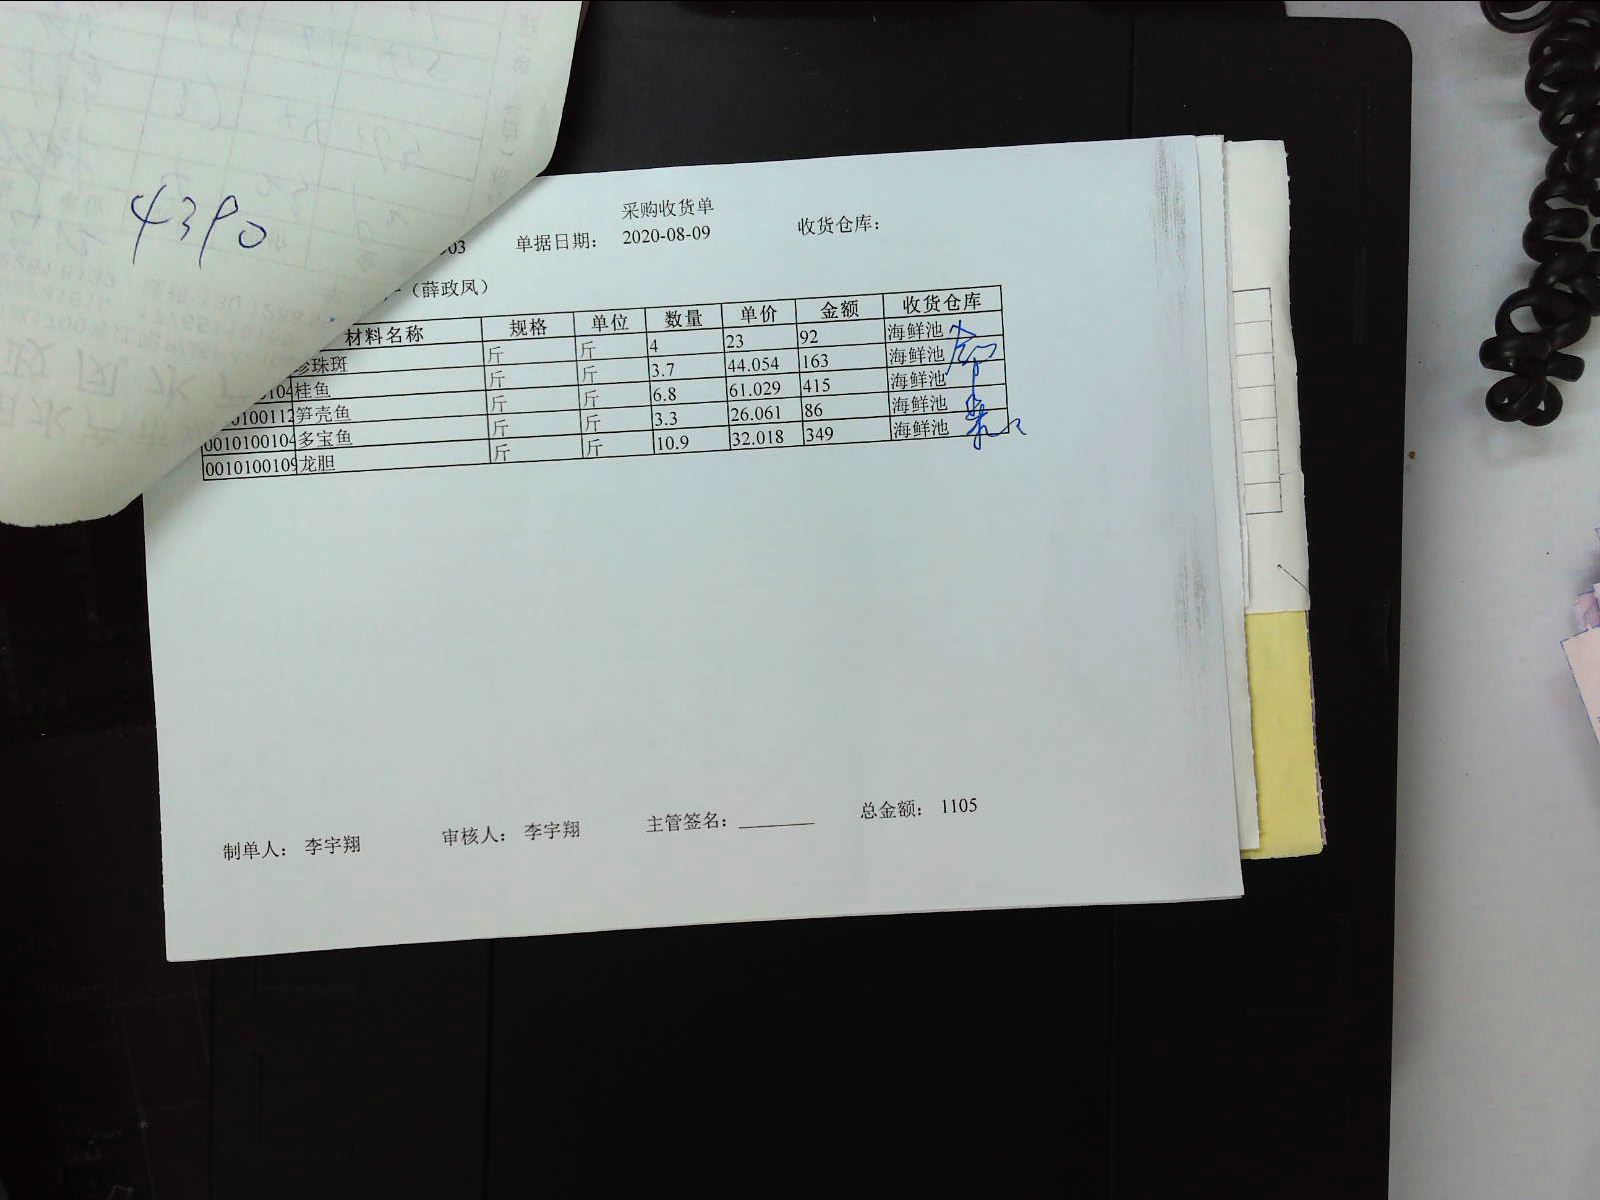 4390
采购收货单
03 单据日期： 2020-08-09 收货仓库：
（薛政凤）
材料名称 规格 单位 数量 单价 金额 收货仓库
珍珠斑 斤 斤 4 23 92 海鲜池
104 桂鱼 斤 斤 3.7 44.054 163 海鲜池
0100112 笋壳鱼 斤 斤 6.8 61.029 415 海鲜池
0010100104 多宝鱼 斤 斤 3.3 26.061 86 海鲜池
0010100109 龙胆 斤 斤 10.9 32.018 349 海鲜池
制单人： 李宇翔 审核人： 李宇翔 主管签名： 总金额： 1105